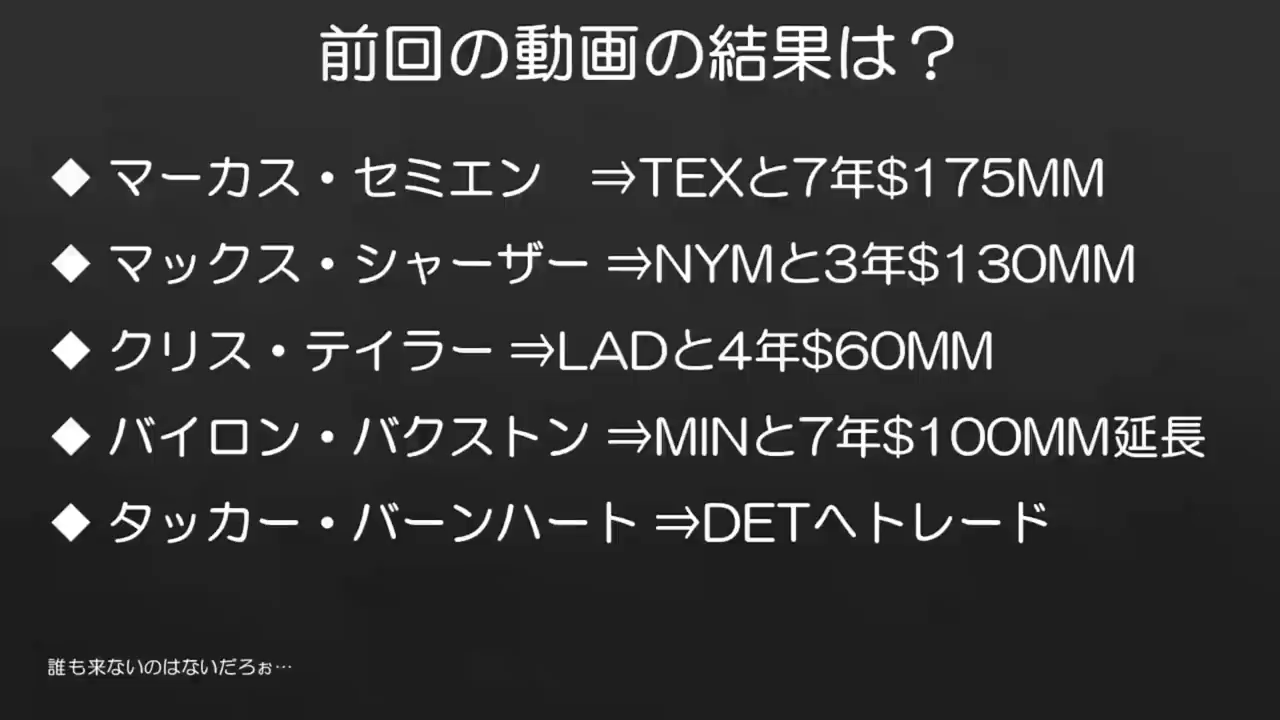 前回の動画の結果は？
◆ マーカス・セミエン ⇒TEXと7年$175MM
◆ マックス・シャーザー ⇒NYMと3年$130MM
◆ クリス・テイラー ⇒LADと4年$60MM
◆ バイロン・バクストン ⇒MINと7年$100MM延長
◆ タッカー・バーンハート ⇒DETへトレード
誰も来ないのはないだろぉ…